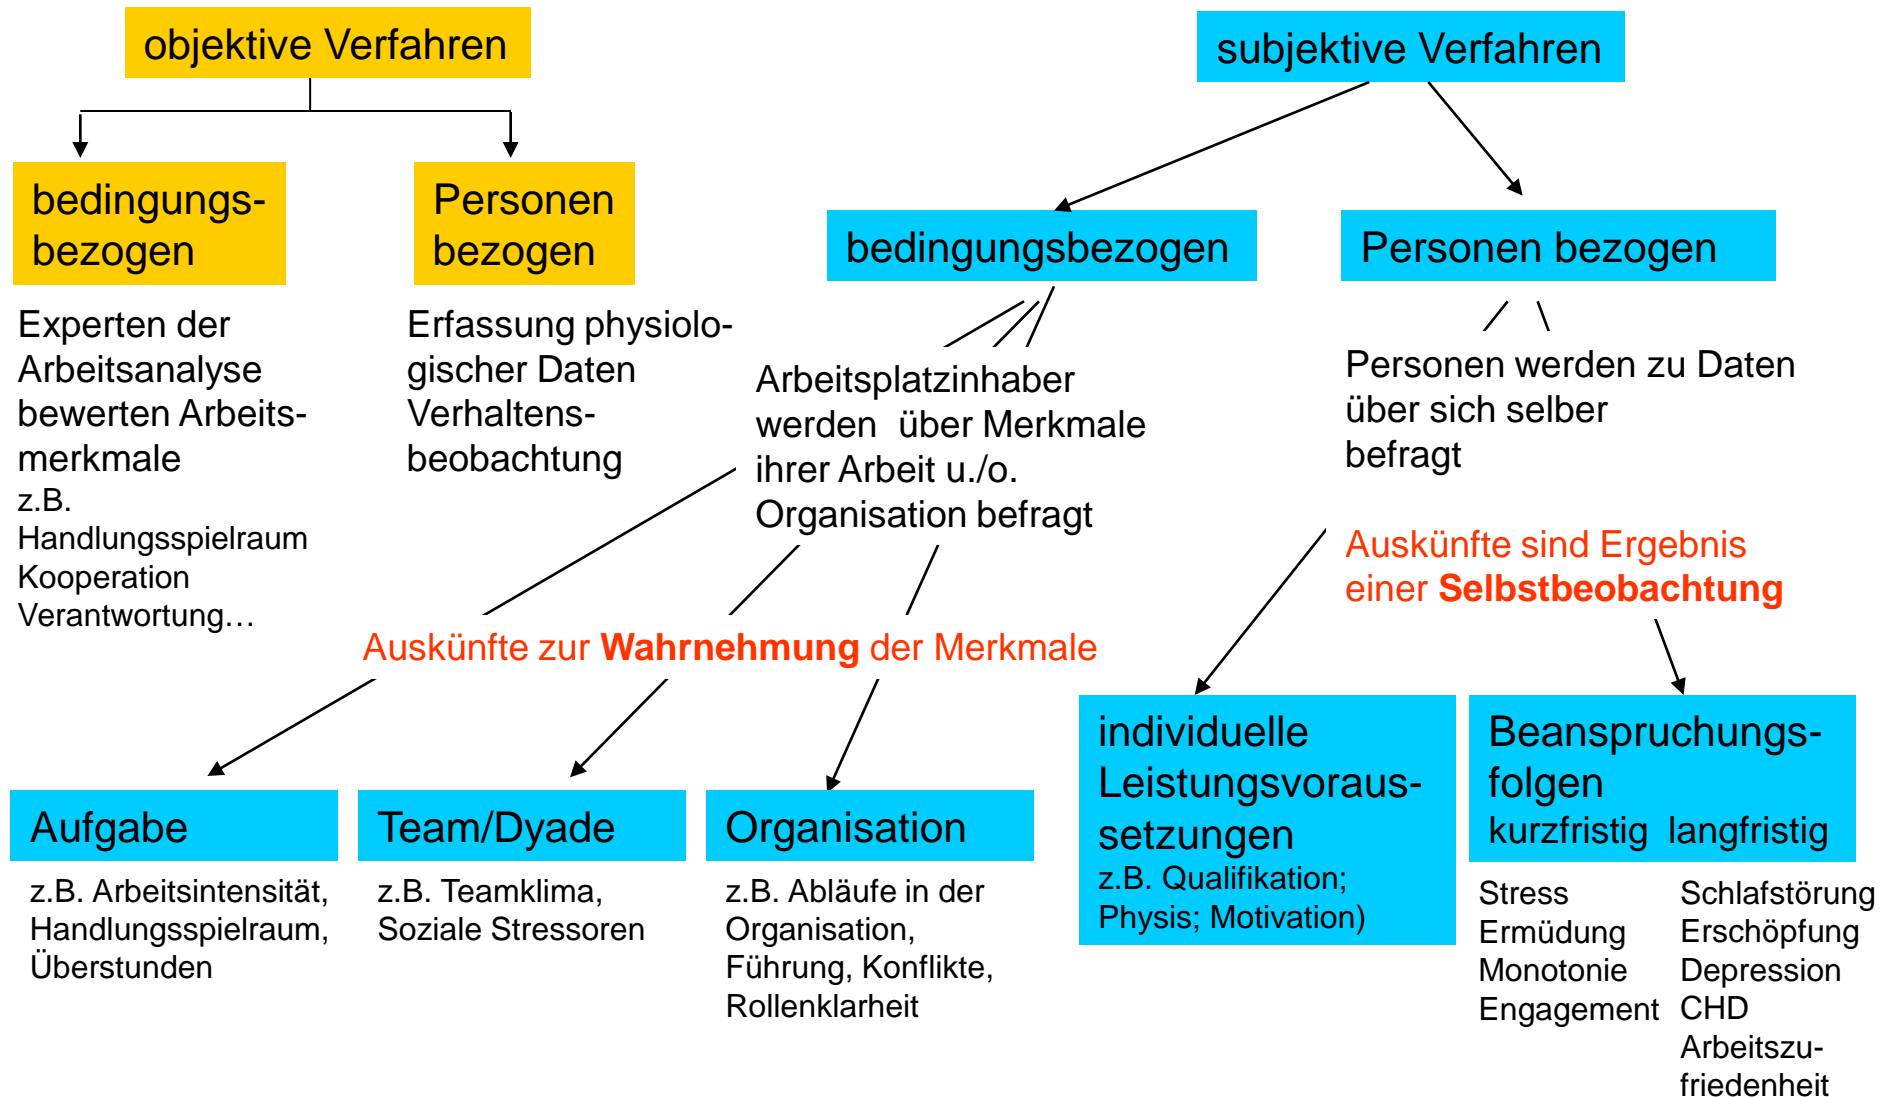 objektive Verfahren
subjektive Verfahren
bedingungs-
bezogen
Personen
bezogen
bedingungsbezogen
Personen bezogen
Experten der
Arbeitsanalyse
bewerten Arbeits-
merkmale
z.B.
Handlungsspielraum
Kooperation
Verantwortung…
Erfassung physiolo-
gischer Daten
Verhaltens-
beobachtung
Arbeitsplatzinhaber
werden über Merkmale
ihrer Arbeit u./o.
Organisation befragt
Personen werden zu Daten
über sich selber
befragt
Auskünfte sind Ergebnis
einer Selbstbeobachtung
Auskünfte zur Wahrnehmung der Merkmale
Aufgabe
z.B. Arbeitsintensität,
Handlungsspielraum,
Überstunden
Team/Dyade
z.B. Teamklima,
Soziale Stressoren
Organisation
z.B. Abläufe in der
Organisation,
Führung, Konflikte,
Rollenklarheit
individuelle
Leistungsvoraus-
setzungen
z.B. Qualifikation;
Physis; Motivation)
Beanspruchungs-
folgen
kurzfristig langfristig
Stress
Ermüdung
Monotonie
Engagement
Schlafstörung
Erschöpfung
Depression
CHD
Arbeitszu-
friedenheit